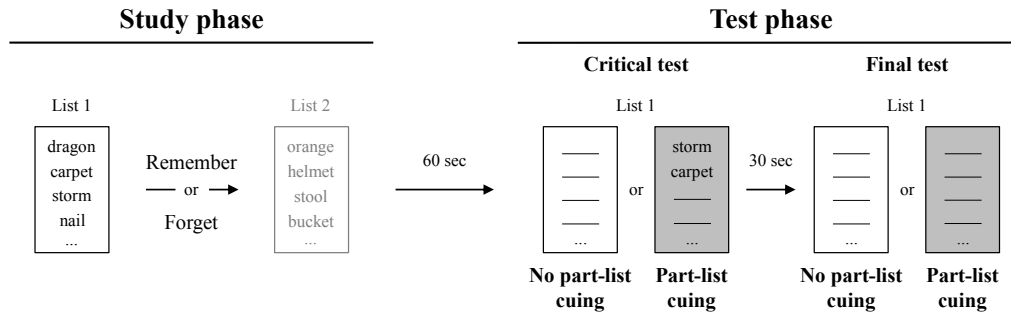 Study phase
Test phase
Critical test
Final test
List 1
List 2
List 1
List 1
dragon
carpet
storm
nail
...
Remember
or
Forget
orange
helmet
stool
bucket
...
60 sec
...
or
storm
carpet
...
30 sec
...
or
...
No part-list
cuing
Part-list
cuing
No part-list
cuing
Part-list
cuing